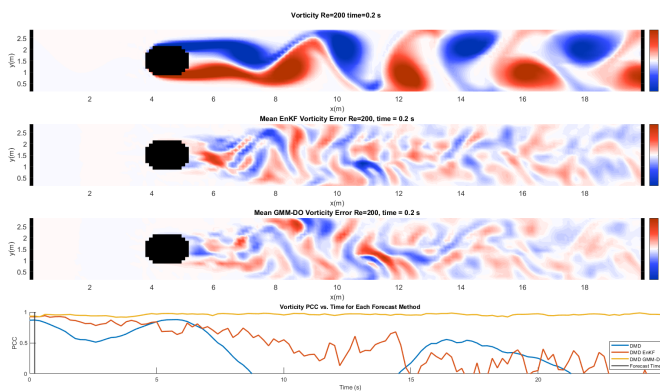 Vorticity Re=200 time=0.2 s
2.5
2
1.5
1
0.5
y(m)
2 4 6 8 10 12 14 16 18
x(m)
Mean EnKF Vorticity Error Re=200, time = 0.2 s
2.5
2
1.5
1
0.5
y(m)
2 4 6 8 10 12 14 16 18
x(m)
Mean GMM-DO Vorticity Error Re=200, time = 0.2 s
2.5
2
1.5
1
0.5
y(m)
2 4 6 8 10 12 14 16 18
x(m)
Vorticity PCC vs. Time for Each Forecast Method
1
0.5
0
PCC
0 5 10 15 20
Time (s)
DMD
DMD EnKF
DMD GMM-D
Forecast Time